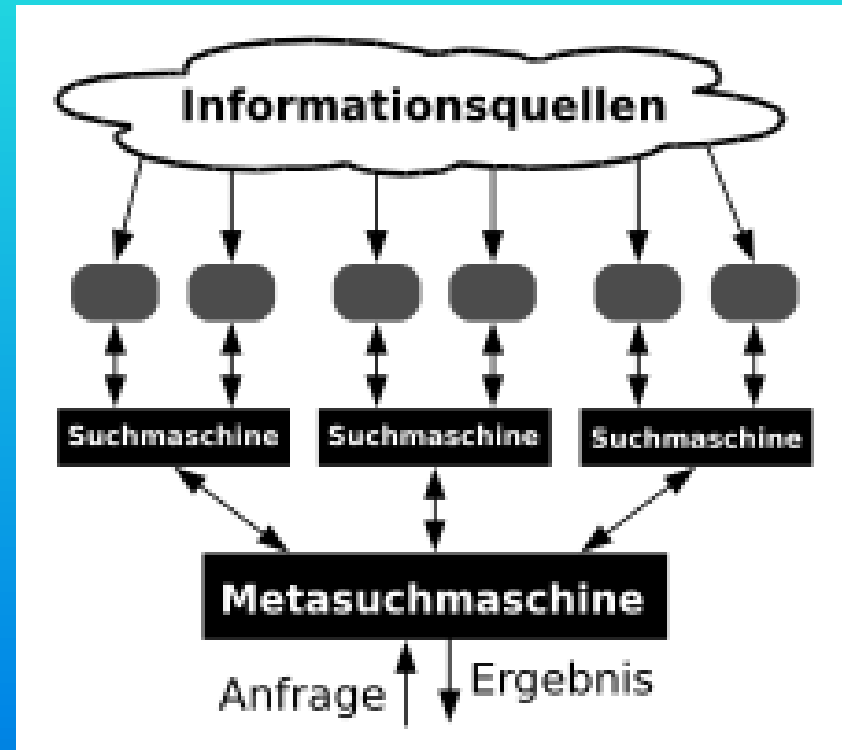 Informationsquellen
Suchmaschine
Suchmaschine
Suchmaschine
Metasuchmaschine
Anfrage
Ergebnis